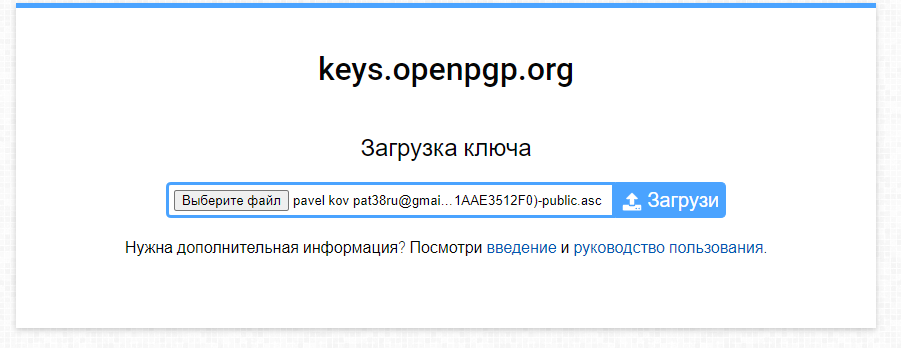 keys.openpgp.org
Загрузка ключа
Выберите файл pavel kov pat38ru@gmai...1AAE3512F0)-public.asc Загрузи
Нужна дополнительная информация? Посмотри введение и руководство пользования.